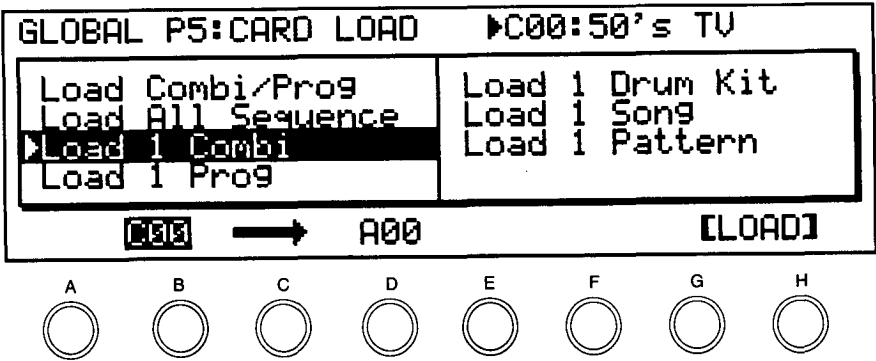 GLOBAL P5:CARD LOAD ▶C00:50's TV
Load Combi/Prog
Load All Sequence
▶Load 1 Combi
Load 1 Prog
Load 1 Drum Kit
Load 1 Song
Load 1 Pattern
C00 → A00 [LOAD]
A B C D E F G H